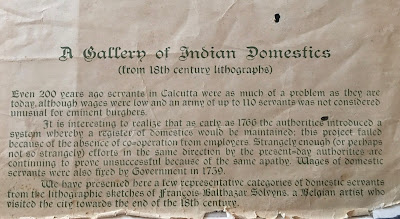 A Gallery of Indian Domestics
(from 18th century lithographs)
Even 200 years ago servants in Calcutta were as much of a problem as they are
today, although wages were low and an army of up to 110 servants was not considered
unusual for eminent burghers.
It is interesting to realize that as early as 1766 the authorities introduced a
system whereby a register of domestics would be maintained; this project failed
because of the absence of co-operation from employers. Strangely enough (or perhaps
not so strangely) efforts in the same direction by the present-day authorities are
continuing to prove unsuccessful because of the same apathy. Wages of domestic
servants were also fixed by Government in 1759.
We have presented here a few representative categories of domestic servants
from the lithographic sketches of François Balthazar Solvyns, a Belgian artist who
visited the city towards the end of the 18th century.